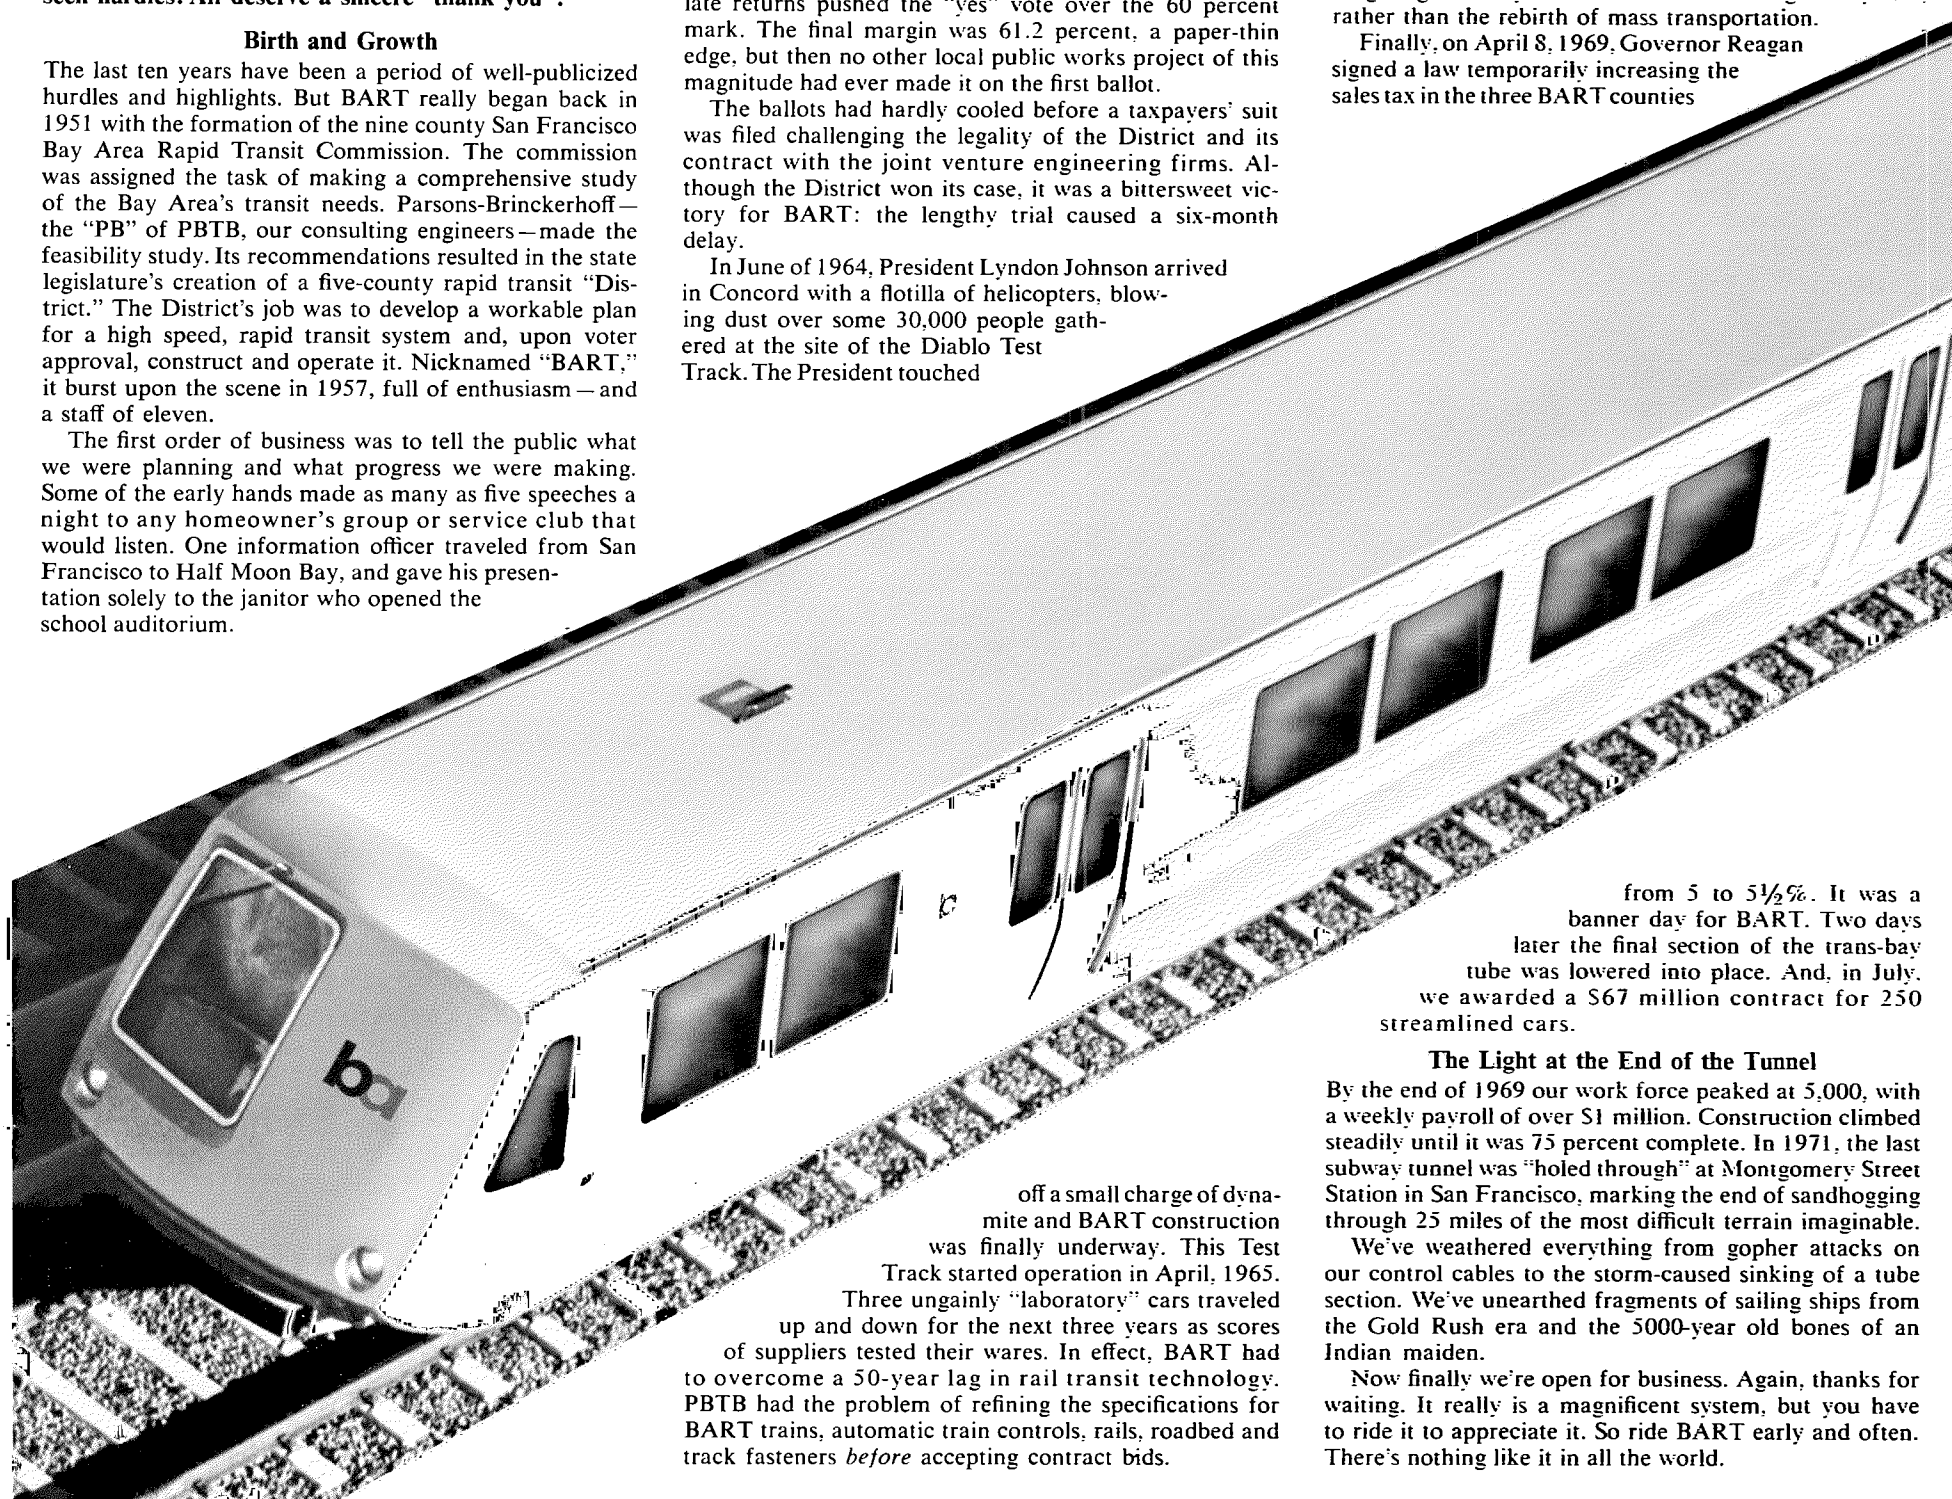 seen hurdles. All deserve a sincere "thank you".
Birth and Growth
The last ten years have been a period of well-publicized
hurdles and highlights. But BART really began back in
1951 with the formation of the nine county San Francisco
Bay Area Rapid Transit Commission. The commission
was assigned the task of making a comprehensive study
of the Bay Area's transit needs. Parsons-Brinckerhoff—
the “PB” of PBTB, our consulting engineers—made the
feasibility study. Its recommendations resulted in the state
legislature's creation of a five-county rapid transit “Dis-
trict.” The District's job was to develop a workable plan
for a high speed, rapid transit system and, upon voter
approval, construct and operate it. Nicknamed “BART,”
it burst upon the scene in 1957, full of enthusiasm—and
a staff of eleven.
The first order of business was to tell the public what
we were planning and what progress we were making.
Some of the early hands made as many as five speeches a
night to any homeowner's group or service club that
would listen. One information officer traveled from San
Francisco to Half Moon Bay, and gave his presen-
tation solely to the janitor who opened the
school auditorium.
late returns pushed the “yes” vote over the 60 percent
mark. The final margin was 61.2 percent, a paper-thin
edge, but then no other local public works project of this
magnitude had ever made it on the first ballot.
The ballots had hardly cooled before a taxpayers' suit
was filed challenging the legality of the District and its
contract with the joint venture engineering firms. Al-
though the District won its case, it was a bittersweet vic-
tory for BART: the lengthy trial caused a six-month
delay.
In June of 1964, President Lyndon Johnson arrived
in Concord with a flotilla of helicopters, blow-
ing dust over some 30,000 people gath-
ered at the site of the Diablo Test
Track. The President touched
off a small charge of dyna-
mite and BART construction
was finally underway. This Test
Track started operation in April, 1965.
Three ungainly “laboratory” cars traveled
up and down for the next three years as scores
of suppliers tested their wares. In effect, BART had
to overcome a 50-year lag in rail transit technology.
PBTB had the problem of refining the specifications for
BART trains, automatic train controls, rails, roadbed and
track fasteners before accepting contract bids.
rather than the rebirth of mass transportation.
Finally, on April 8, 1969, Governor Reagan
signed a law temporarily increasing the
sales tax in the three BART counties
from 5 to 5½%. It was a
banner day for BART. Two days
later the final section of the trans-bay
tube was lowered into place. And, in July,
we awarded a $67 million contract for 250
streamlined cars.
The Light at the End of the Tunnel
By the end of 1969 our work force peaked at 5,000, with
a weekly payroll of over $1 million. Construction climbed
steadily until it was 75 percent complete. In 1971, the last
subway tunnel was “holed through” at Montgomery Street
Station in San Francisco, marking the end of sandhogging
through 25 miles of the most difficult terrain imaginable.
We've weathered everything from gopher attacks on
our control cables to the storm-caused sinking of a tube
section. We've unearthed fragments of sailing ships from
the Gold Rush era and the 5000-year old bones of an
Indian maiden.
Now finally we're open for business. Again, thanks for
waiting. It really is a magnificent system, but you have
to ride it to appreciate it. So ride BART early and often.
There's nothing like it in all the world.
ba